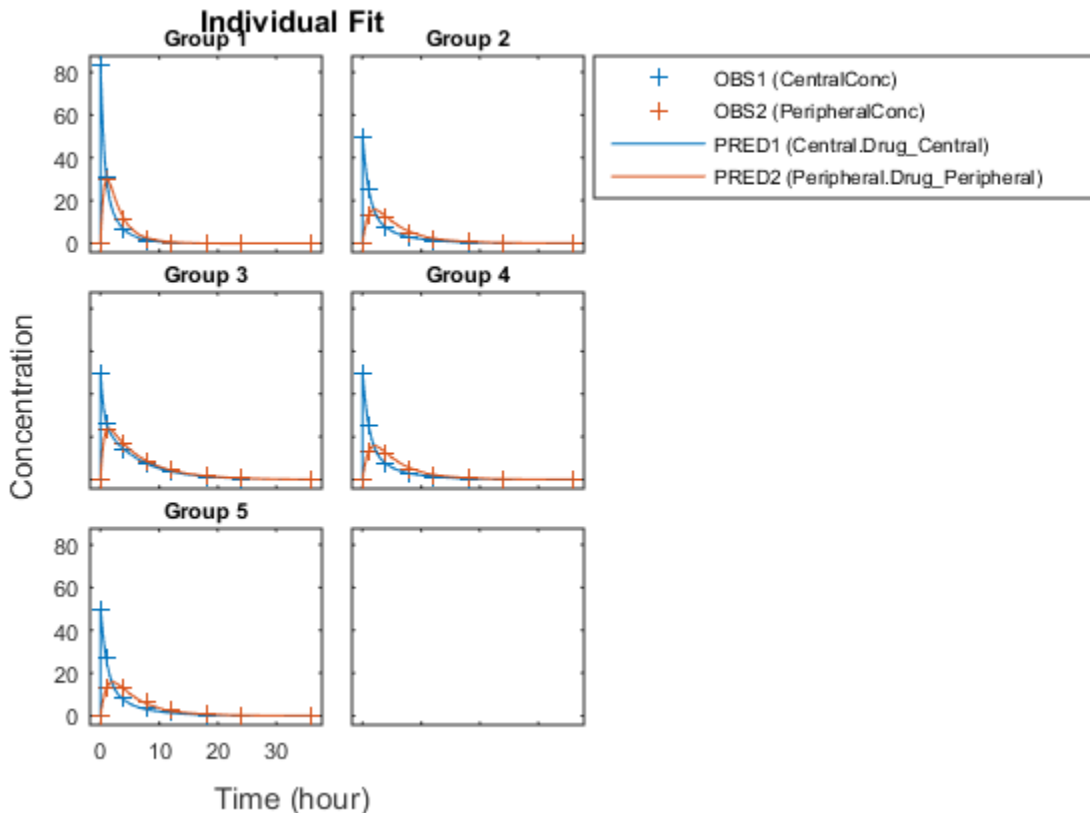 Individual Fit
Group 1
Group 2
80
60
40
20
0
OBS1 (CentralConc)
OBS2 (PeripheralConc)
PRED1 (Central.Drug_Central)
PRED2 (Peripheral.Drug_Peripheral)
Group 3
Group 4
Concentration
Group 5
80
60
40
20
0
0 10 20 30
Time (hour)